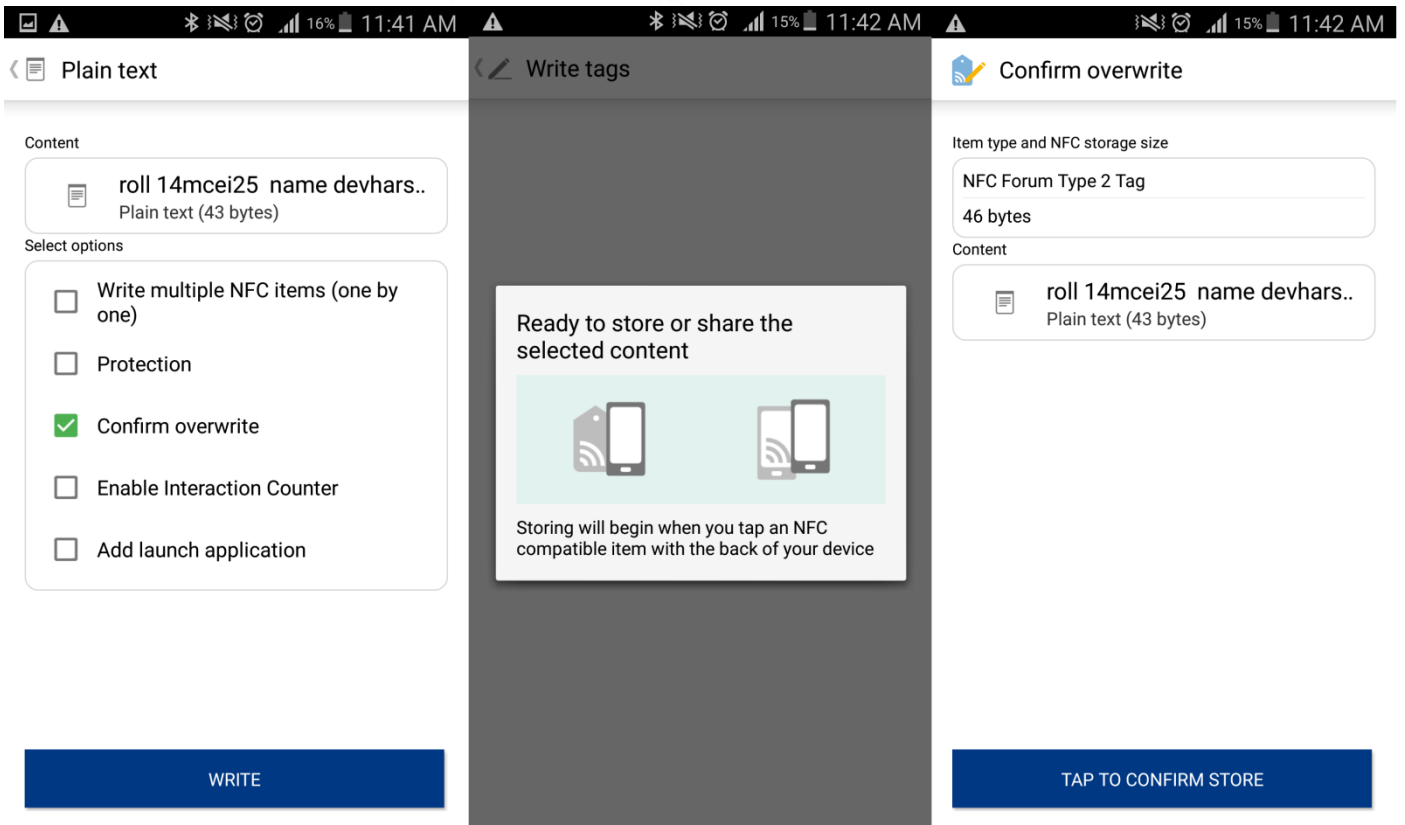 16% 11:41 AM
Plain text
Content
roll 14mcei25  name devhars..
Plain text (43 bytes)
Select options
Write multiple NFC items (one by
one)
Protection
Confirm overwrite
Enable Interaction Counter
Add launch application
WRITE
15% 11:42 AM
Write tags
Ready to store or share the
selected content
Storing will begin when you tap an NFC
compatible item with the back of your device
15% 11:42 AM
Confirm overwrite
Item type and NFC storage size
NFC Forum Type 2 Tag
46 bytes
Content
roll 14mcei25  name devhars..
Plain text (43 bytes)
TAP TO CONFIRM STORE